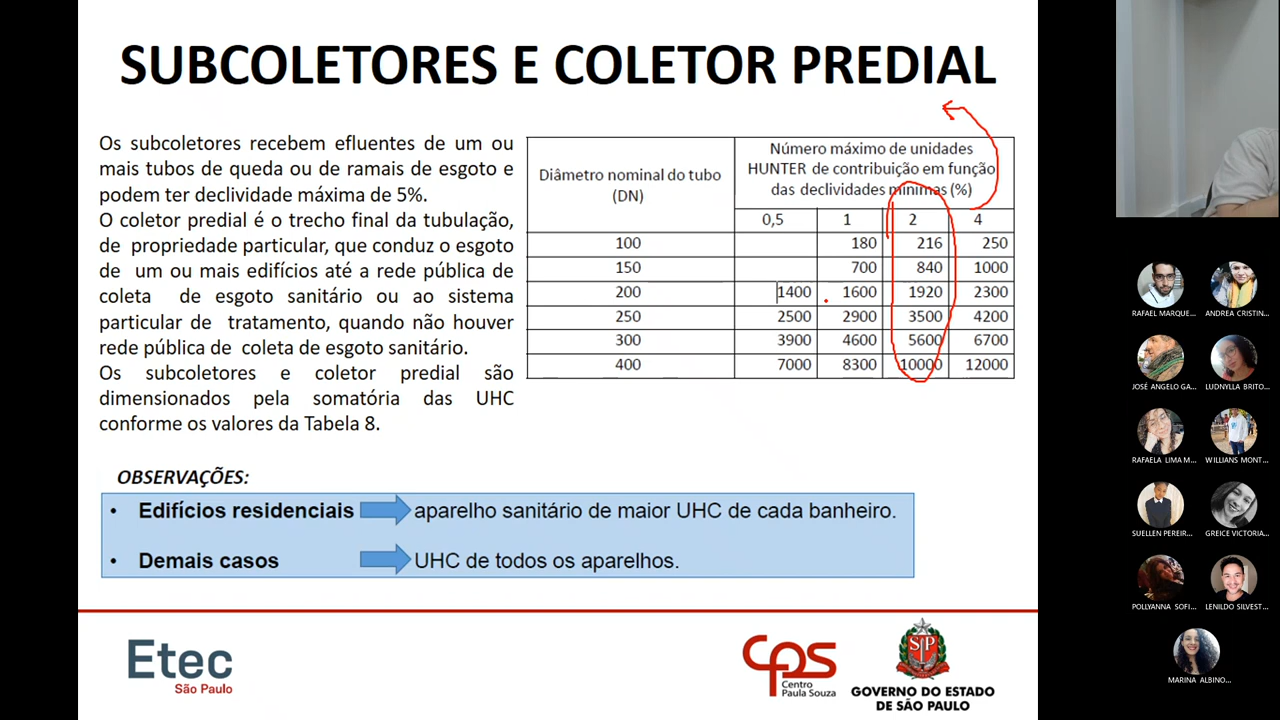 SUBCOLETORES E COLETOR PREDIAL
Os subcoletores recebem efluentes de um ou
mais tubos de queda ou de ramais de esgoto e
podem ter declividade máxima de 5%.
O coletor predial é o trecho final da tubulação,
de propriedade particular, que conduz o esgoto
de um ou mais edifícios até a rede pública de
coleta de esgoto sanitário ou ao sistema
particular de tratamento, quando não houver
rede pública de coleta de esgoto sanitário.
Os subcoletores e coletor predial são
dimensionados pela somatória das UHC
conforme os valores da Tabela 8.
Diâmetro nominal do tubo
(DN)
Número máximo de unidades
HUNTER de contribuição em função
das declividades mínimas (%)
0,5 1 2 4
100 180 216 250
150 700 840 1000
200 1400 1600 1920 2300
250 2500 2900 3500 4200
300 3900 4600 5600 6700
400 7000 8300 10000 12000
OBSERVAÇÕES:
• Edifícios residenciais aparelho sanitário de maior UHC de cada banheiro.
• Demais casos UHC de todos os aparelhos.
Etec
São Paulo
CPS
Centro
Paula Souza
SP
GOVERNO DO ESTADO
DE SÃO PAULO
RAFAEL MARQUE... ANDREA CRISTIN...
JOSÉ ANGELO GA... LUDNYLLA BRITO...
RAFAELA LIMA M... WILLIANS MONT...
SUELLEN PEREIR... GREICE VICTORIA...
POLLYANNA SOFI... LENILDO SILVEST...
MARINA ALBINO...